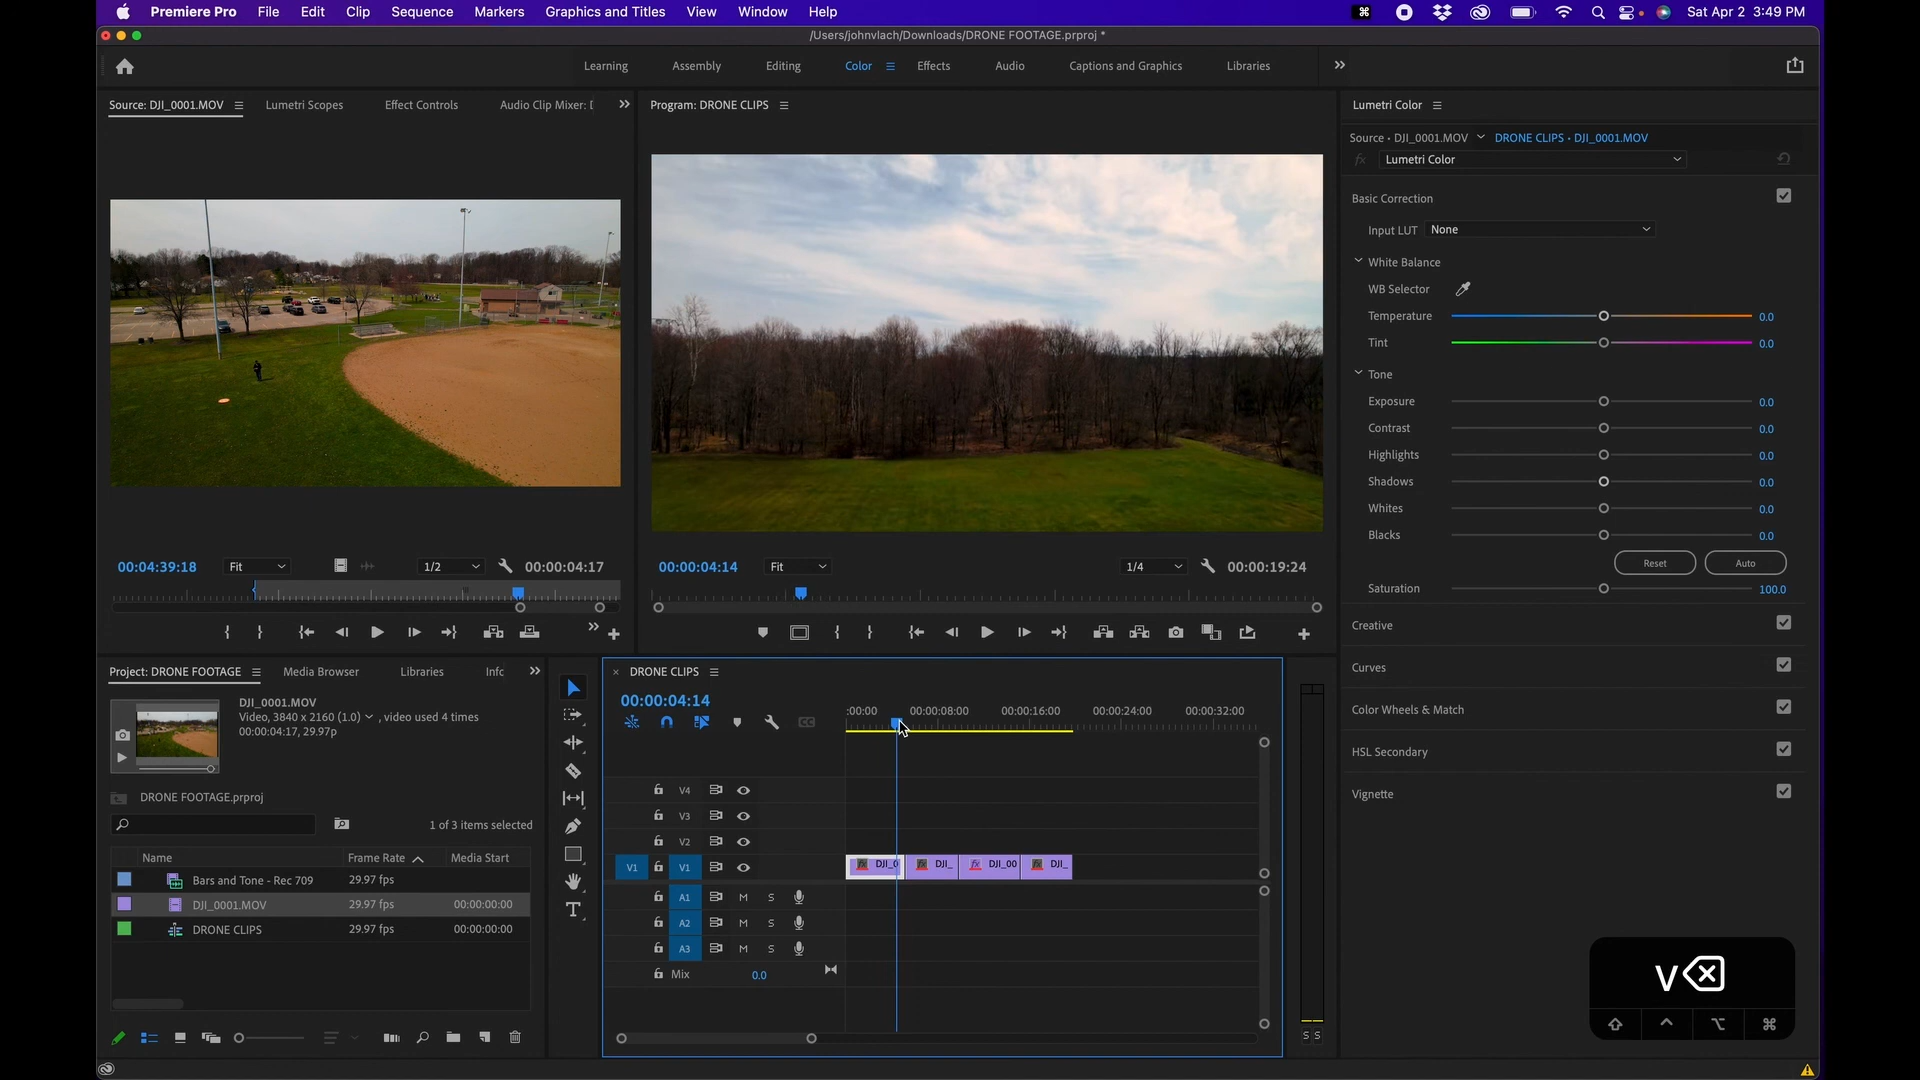 Premiere Pro File Edit Clip Sequence Markers Graphics and Titles View Window Help Sat Apr 2 3:49 PM
/Users/johnvlach/Downloads/DRONE FOOTAGE.prproj *
Learning Assembly Editing Color Effects Audio Captions and Graphics Libraries
Source: DJI_0001.MOV Lumetri Scopes Effect Controls Audio Clip Mixer: [
Program: DRONE CLIPS
Lumetri Color
Source • DJI_0001.MOV DRONE CLIPS • DJI_0001.MOV
fx Lumetri Color
Basic Correction
Input LUT None
White Balance
WB Selector
Temperature 0.0
Tint 0.0
Tone
Exposure 0.0
Contrast 0.0
Highlights 0.0
Shadows 0.0
Whites 0.0
Blacks 0.0
Reset Auto
Saturation 100.0
Creative
Curves
Color Wheels & Match
HSL Secondary
Vignette
00:04:39:18 Fit 1/2 00:00:04:17
00:00:04:14 Fit 1/4 00:00:19:24
Project: DRONE FOOTAGE Media Browser Libraries Infc
DJI_0001.MOV
Video, 3840 x 2160 (1.0) , video used 4 times
00:00:04:17, 29.97p
DRONE FOOTAGE.prproj
1 of 3 items selected
Name Frame Rate Media Start
Bars and Tone - Rec 709 29.97 fps
DJI_0001.MOV 29.97 fps 00:00:00:00
DRONE CLIPS 29.97 fps 00:00:00:00
× DRONE CLIPS
00:00:04:14
CC
:00:00 00:00:08:00 00:00:16:00 00:00:24:00 00:00:32:00
V4
V3
V2
V1 V1 fx DJI_0 fx DJI_ fx DJI_00 fx DJI_
A1 M S
A2 M S
A3 M S
Mix 0.0
S S
V